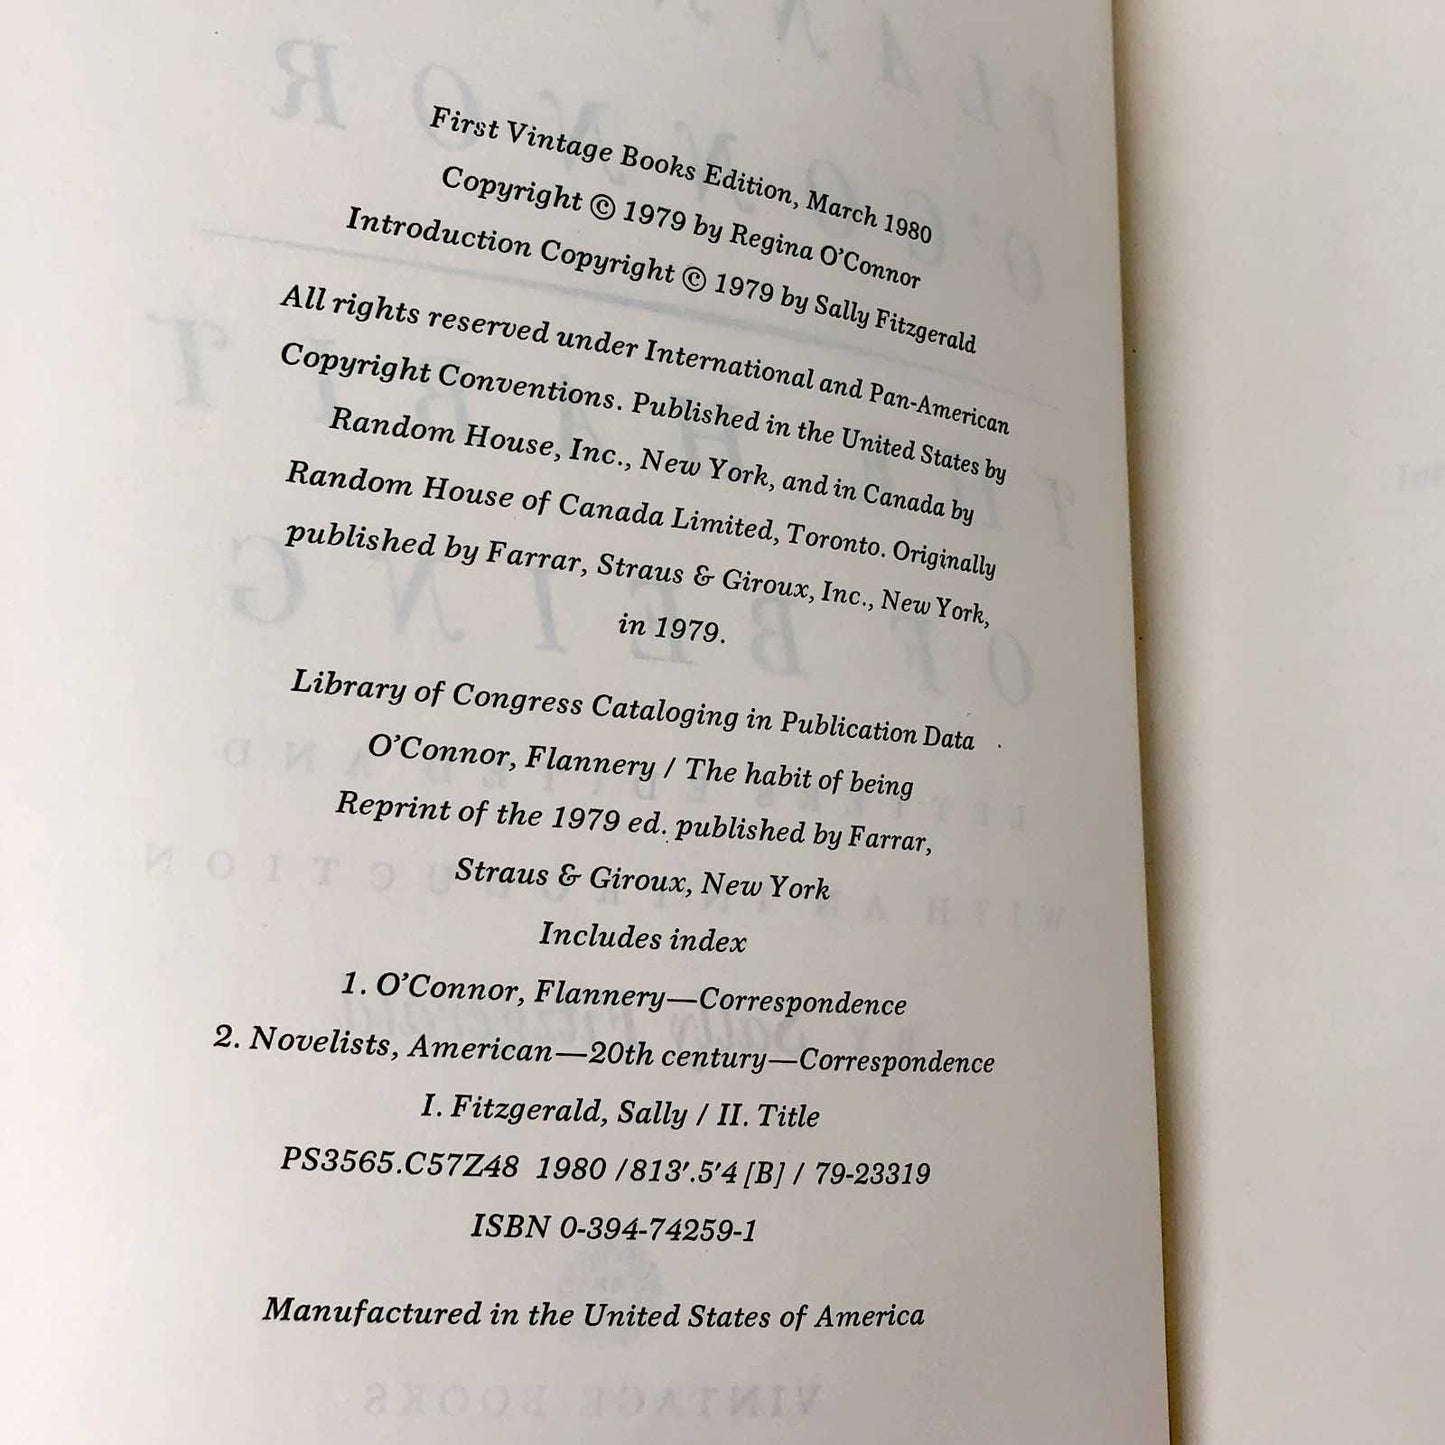 First Vintage Books Edition, March 1980
Copyright © 1979 by Regina O'Connor
Introduction Copyright © 1979 by Sally Fitzgerald
All rights reserved under International and Pan-American
Copyright Conventions. Published in the United States by
Random House, Inc., New York, and in Canada by
Random House of Canada Limited, Toronto. Originally
published by Farrar, Straus & Giroux, Inc., New York,
in 1979.
Library of Congress Cataloging in Publication Data
O'Connor, Flannery / The habit of being
Reprint of the 1979 ed. published by Farrar,
Straus & Giroux, New York
Includes index
1. O'Connor, Flannery—Correspondence
2. Novelists, American—20th century—Correspondence
I. Fitzgerald, Sally / II. Title
PS3565.C57Z48 1980 / 813'.5'4 [B] / 79-23319
ISBN 0-394-74259-1
Manufactured in the United States of America